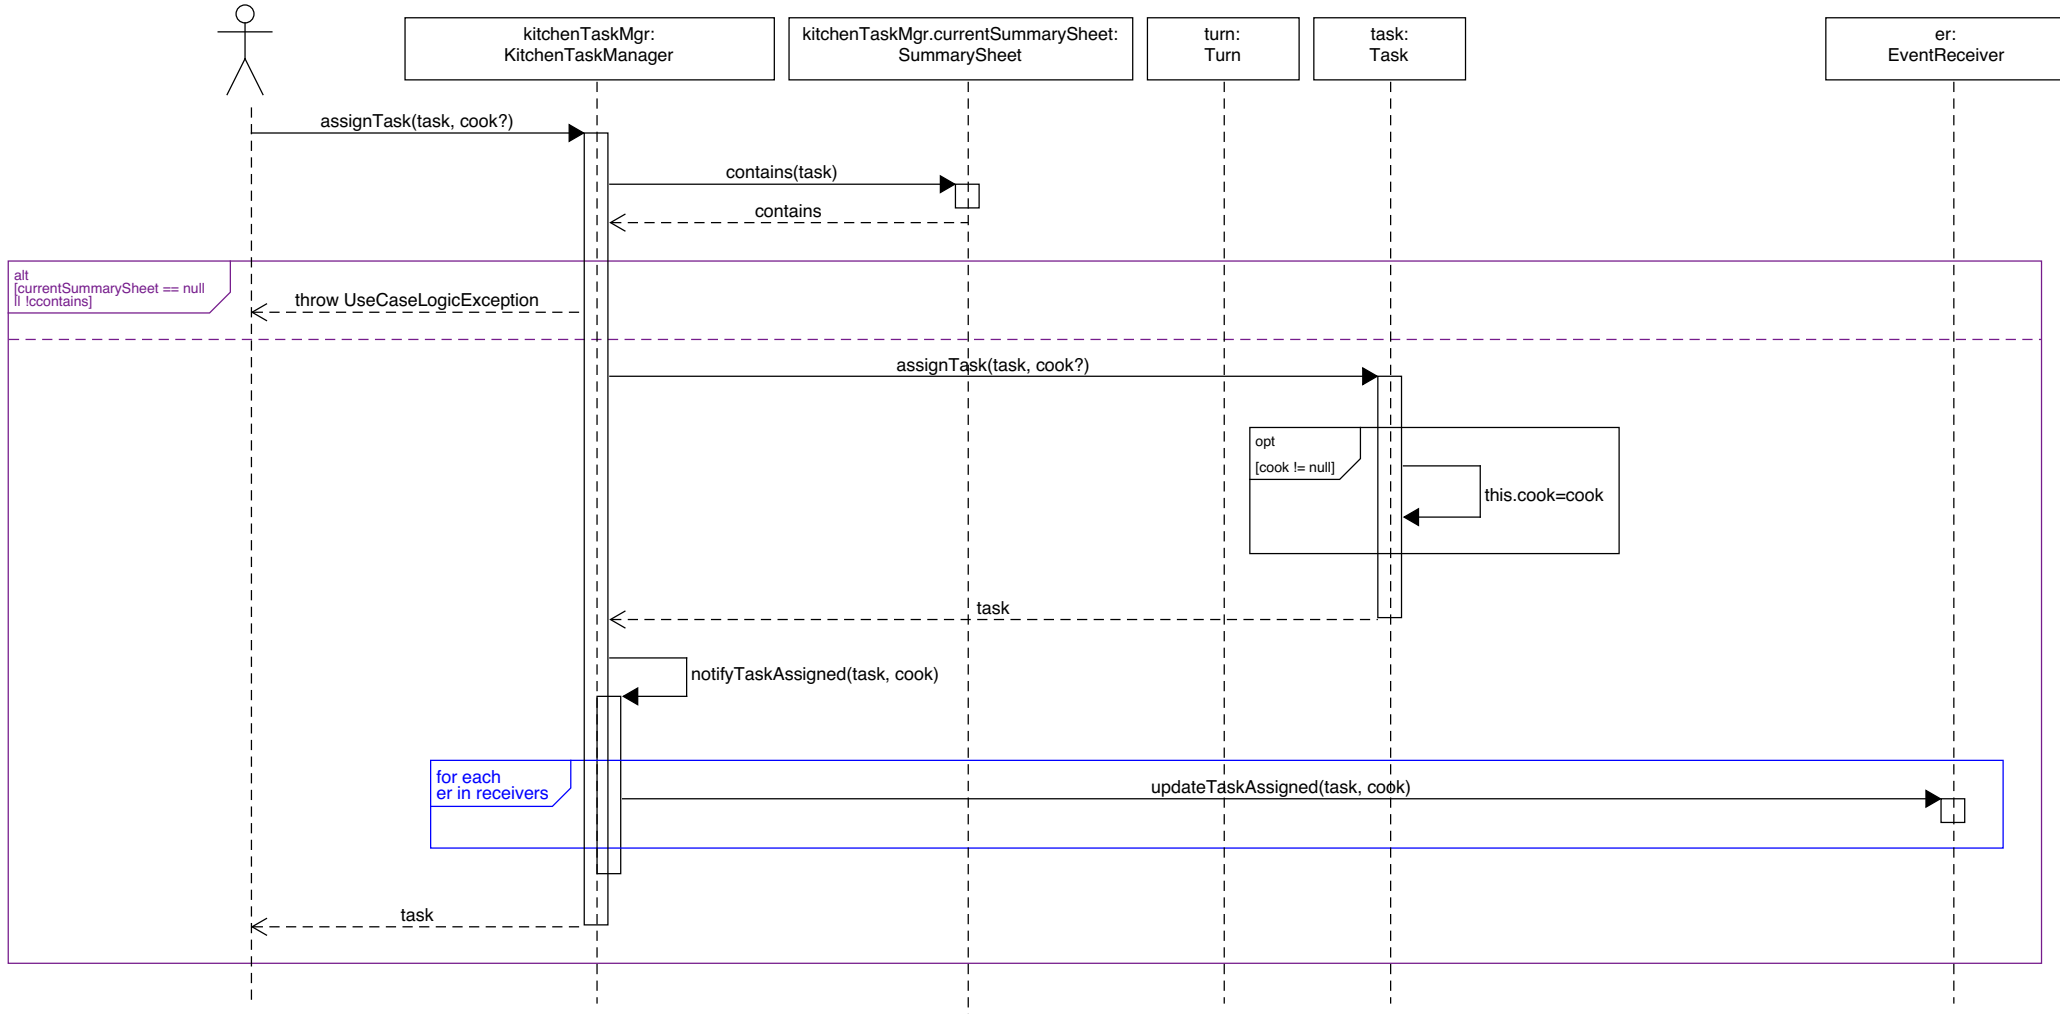 kitchenTaskMgr:
KitchenTaskManager
kitchenTaskMgr.currentSummarySheet:
SummarySheet
turn:
Turn
task:
Task
er:
EventReceiver
assignTask(task, cook?)
contains(task)
contains
alt
[currentSummarySheet == null
|| !ccontains]
throw UseCaseLogicException
assignTask(task, cook?)
opt
[cook != null]
this.cook=cook
task
notifyTaskAssigned(task, cook)
for each
er in receivers
updateTaskAssigned(task, cook)
task